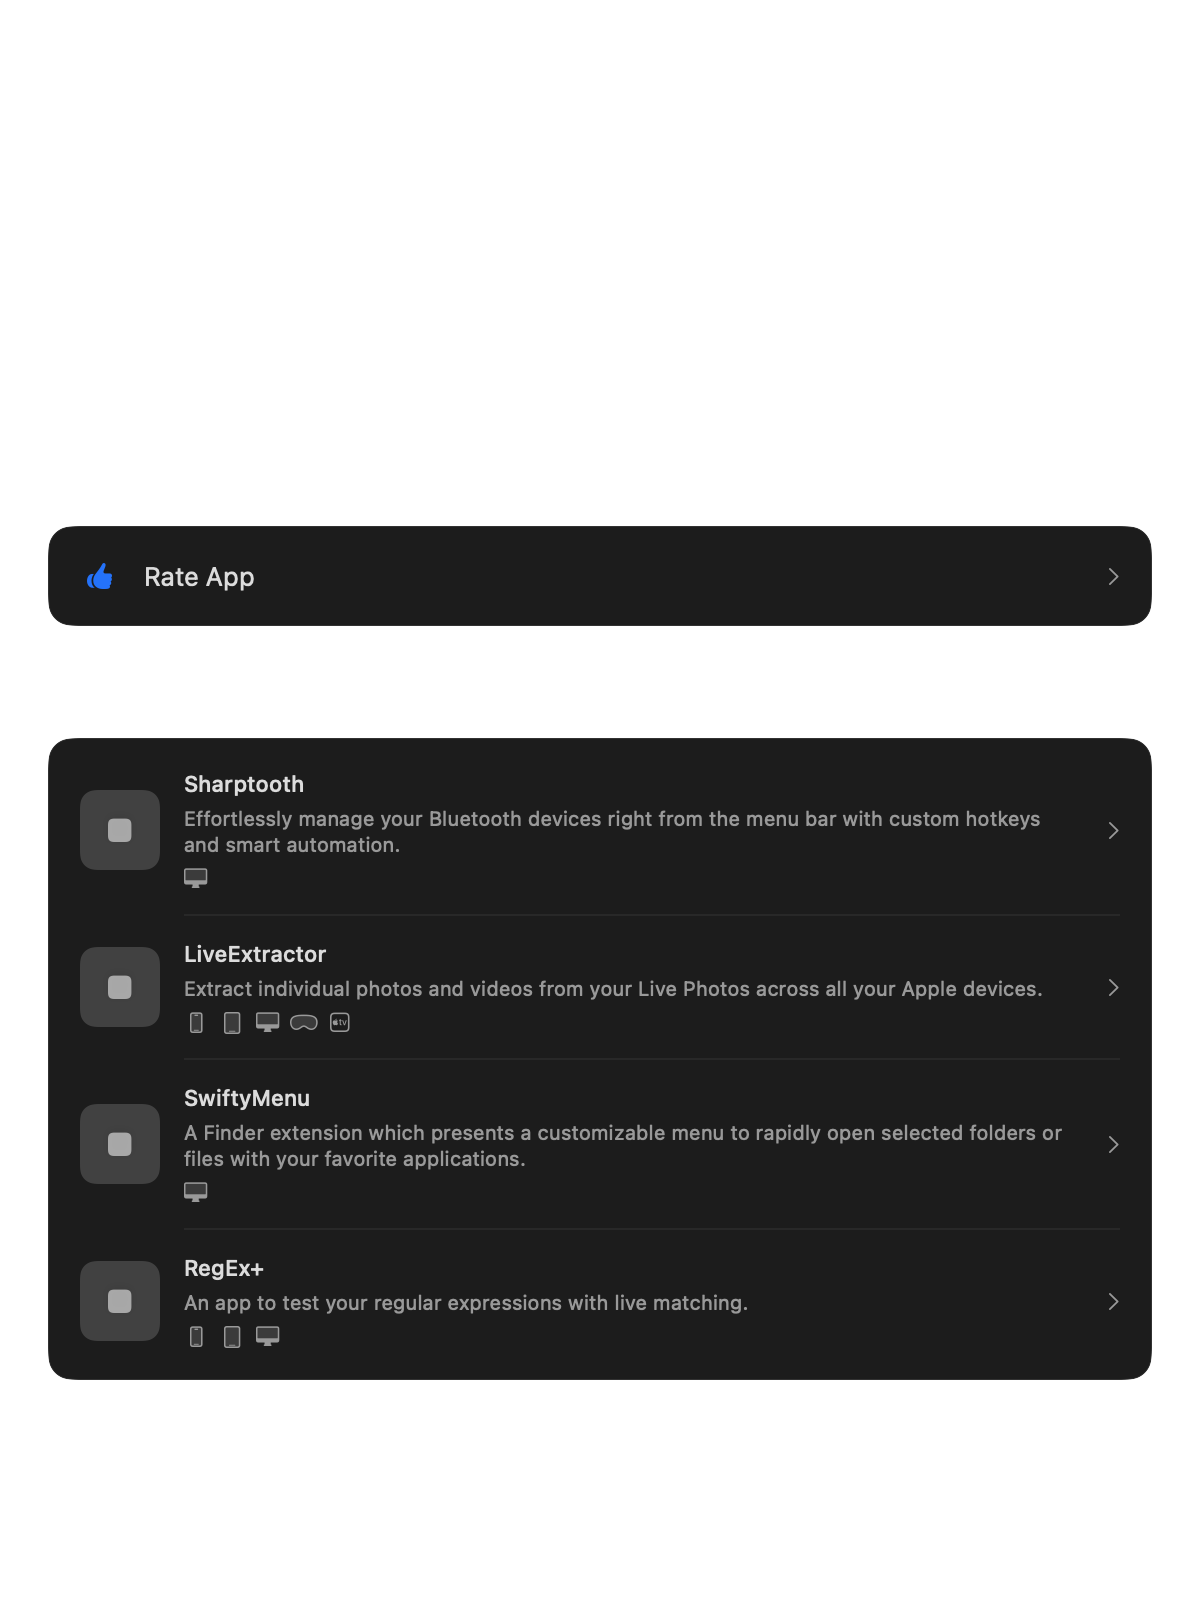 Rate App
Sharptooth
Effortlessly manage your Bluetooth devices right from the menu bar with custom hotkeys
and smart automation.
LiveExtractor
Extract individual photos and videos from your Live Photos across all your Apple devices.
tv
SwiftyMenu
A Finder extension which presents a customizable menu to rapidly open selected folders or
files with your favorite applications.
RegEx+
An app to test your regular expressions with live matching.